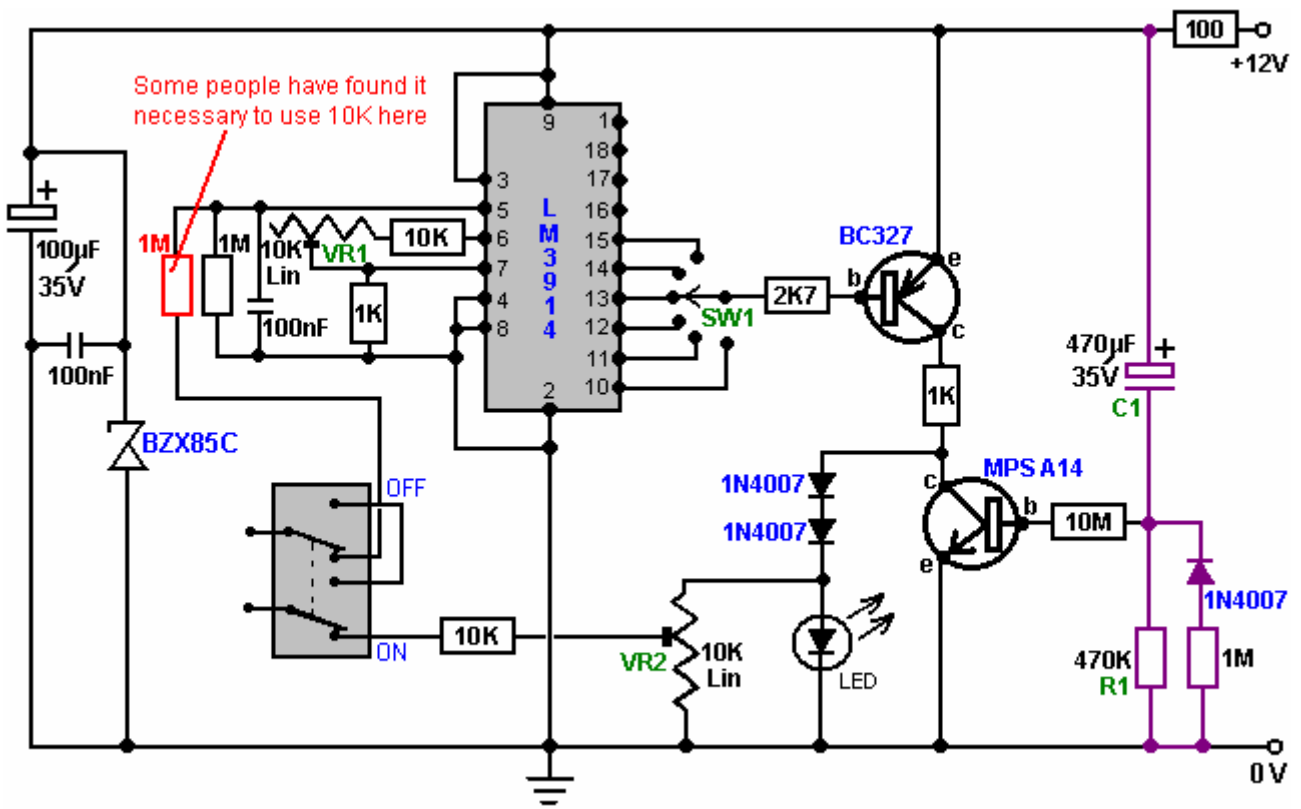 100
+12V
Some people have found it
necessary to use 10K here
9
1
18
17
16
15
14
13
12
11
10
3
5
6
7
4
8
2
LM3914
+
100µF
35V
1M
1M
10K
Lin
VR1
10K
1K
100nF
100nF
BZX85C
SW1
2K7
BC327
b
e
c
1K
470µF
35V
+
C1
MPSA14
c
b
e
10M
1N4007
1N4007
1N4007
OFF
ON
10K
VR2
10K
Lin
LED
470K
R1
1M
0V